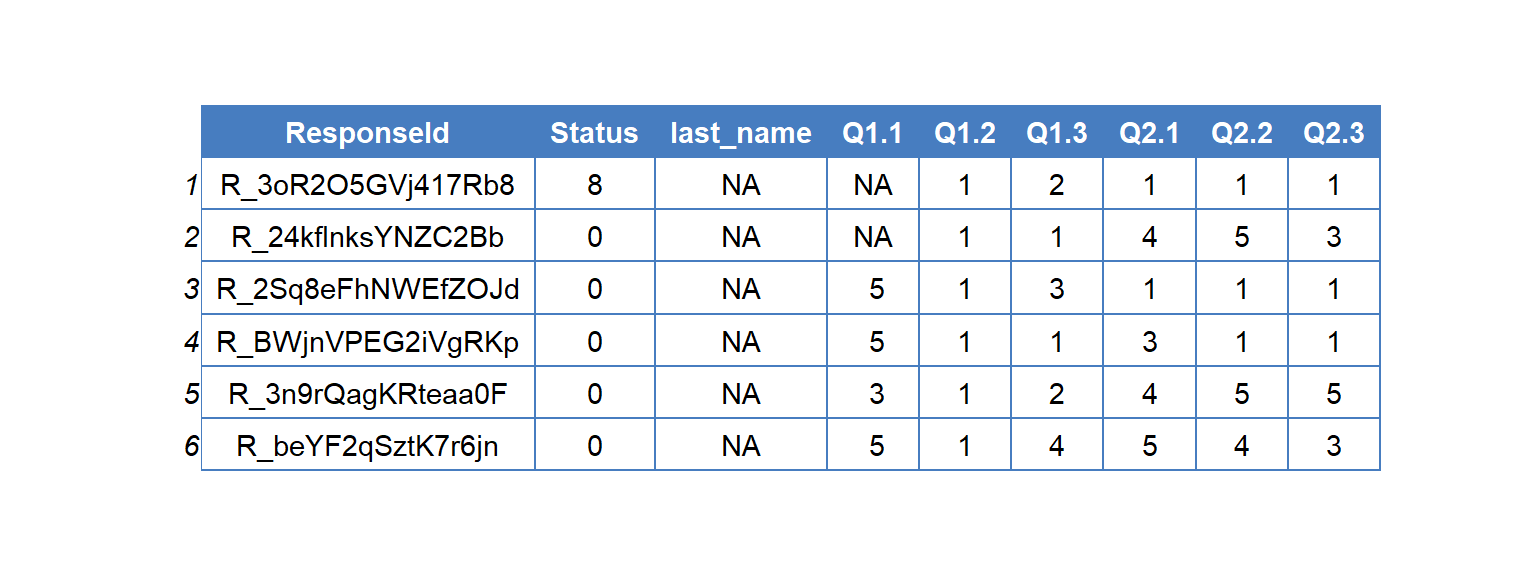 ResponseId Status last_name Q1.1 Q1.2 Q1.3 Q2.1 Q2.2 Q2.3
1 R_3oR2O5GVj417Rb8 8 NA NA 1 2 1 1 1
2 R_24kflnksYNZC2Bb 0 NA NA 1 1 4 5 3
3 R_2Sq8eFhNWEfZOJd 0 NA 5 1 3 1 1 1
4 R_BWjnVPEG2iVgRKp 0 NA 5 1 1 3 1 1
5 R_3n9rQagKRteaa0F 0 NA 3 1 2 4 5 5
6 R_beYF2qSztK7r6jn 0 NA 5 1 4 5 4 3